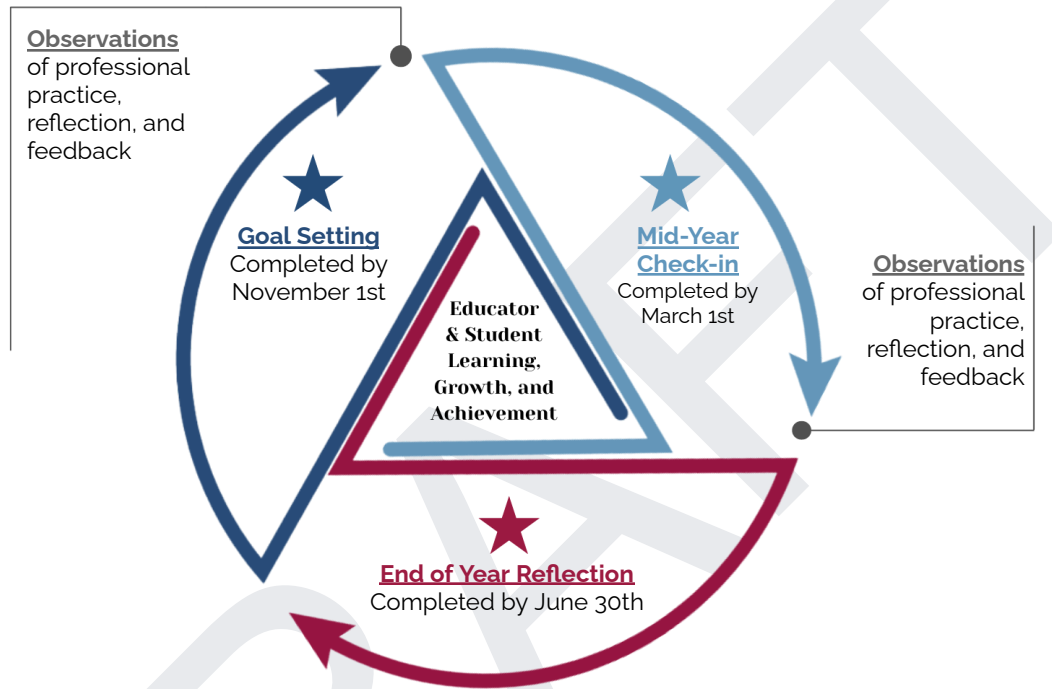 Observations
of professional
practice,
reflection, and
feedback
Goal Setting
Completed by
November 1st
Mid-Year
Check-in
Completed by
March 1st
Observations
of professional
practice,
reflection, and
feedback
Educator
& Student
Learning,
Growth, and
Achievement
End of Year Reflection
Completed by June 30th
DRAFT